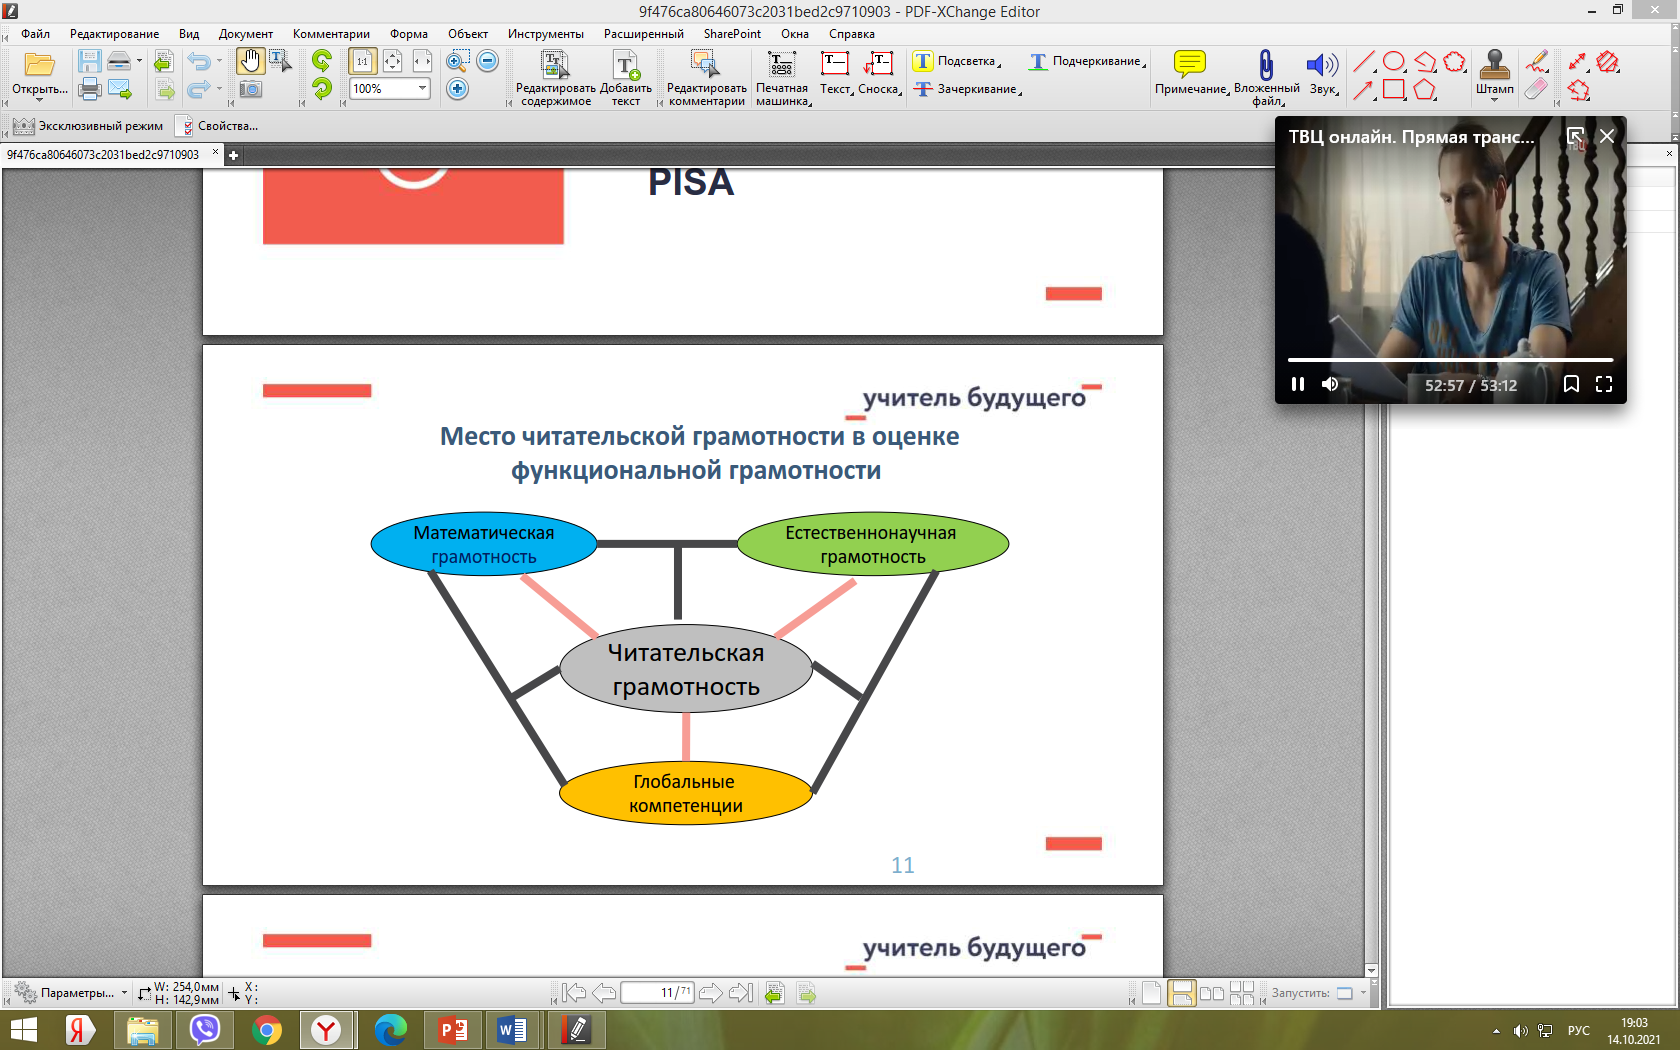 9f476ca80646073c2031bed2c9710903 - PDF-XChange Editor
Файл Редактирование Вид Документ Комментарии Форма Объект Инструменты Расширенный SharePoint Окна Справка
Открыть...
1:1
100%
Редактировать
содержимое
Добавить
текст
Редактировать
комментарии
Печатная
машинка
Текст
Сноска
Подсветка
Зачеркивание
Подчеркивание
Примечание
Вложенный
файл
Звук
Штамп
Эксклюзивный режим Свойства...
9f476ca80646073c2031bed2c9710903
ТВЦ онлайн. Прямая транс...
52:57 / 53:12
PISA
учитель будущего
Место читательской грамотности в оценке
функциональной грамотности
Математическая
грамотность
Естественнонаучная
грамотность
Читательская
грамотность
Глобальные
компетенции
11
учитель будущего
Параметры...
W: 254,0мм
H: 142,9мм
X:
Y:
11/71
Запустить:
РУС
19:03
14.10.2021